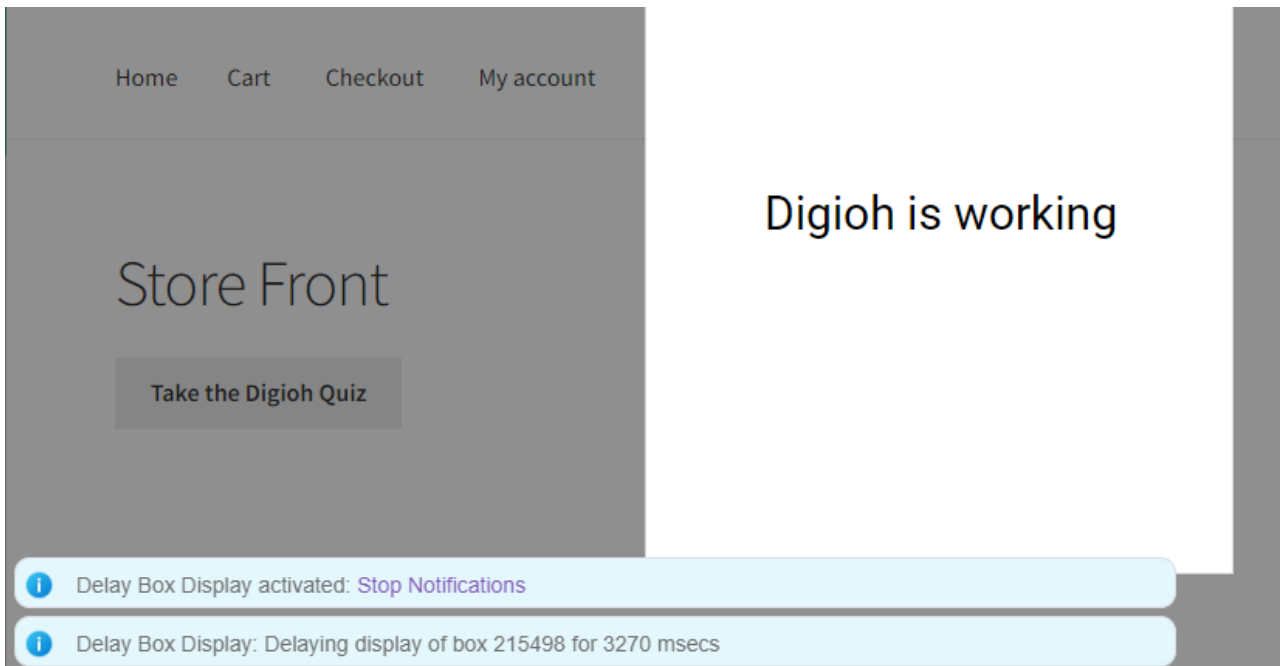 Home Cart Checkout My account
Digioh is working
Store Front
Take the Digioh Quiz
Delay Box Display activated: Stop Notifications
Delay Box Display: Delaying display of box 215498 for 3270 msecs